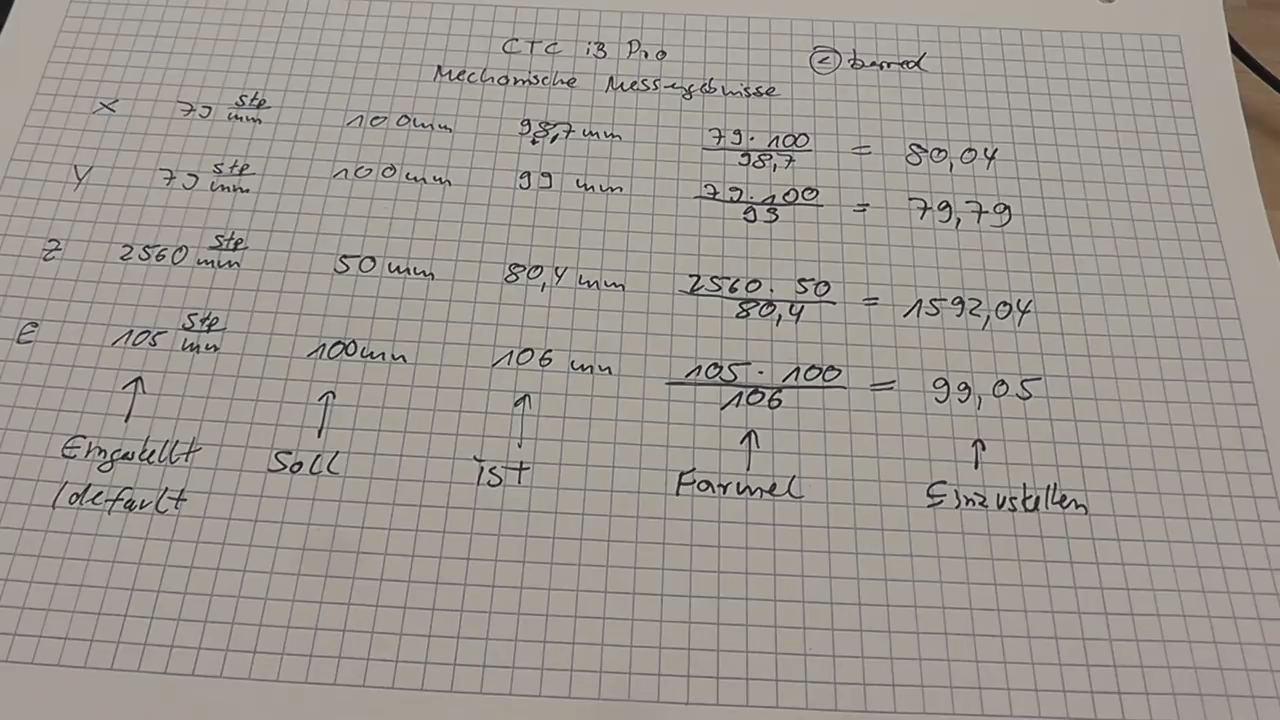 CTC i3 Pro
Mechanische Messergebnisse
X 79 Stp/mm 100mm 98,7 mm 79 · 100 / 98,7 = 80,04
Y 79 Stp/mm 100mm 99 mm 79 · 100 / 99 = 79,79
Z 2560 Stp/mm 50 mm 80,4 mm 2560 · 50 / 80,4 = 1592,04
E 105 Stp/mm 100mm 106 mm 105 · 100 / 106 = 99,05
↑ ↑ ↑ ↑ ↑
Eingestellt Soll ist Formel Einzustellen
/default